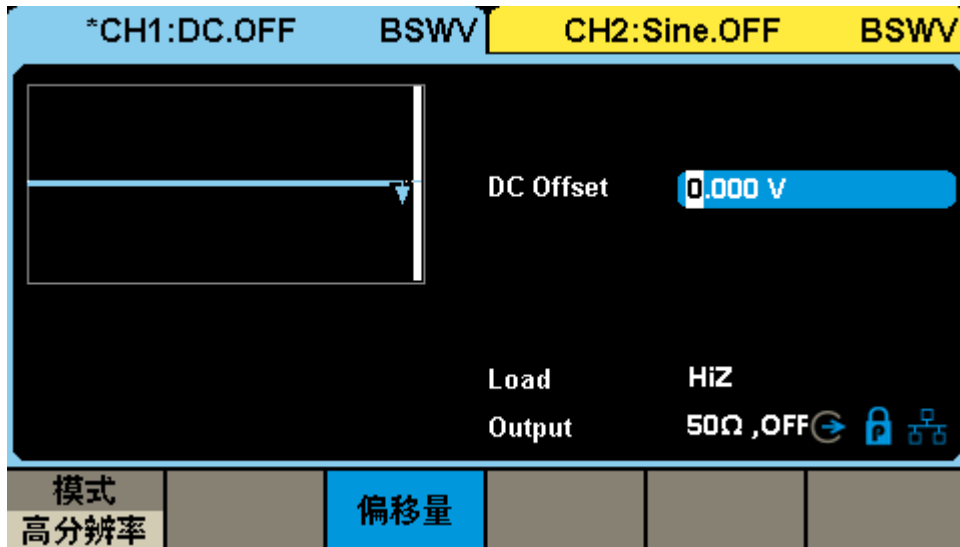 *CH1:DC.OFF BSWV CH2:Sine.OFF BSWV
DC Offset 0.000 V
Load HiZ
Output 50Ω ,OFF P
模式 偏移量
高分辨率